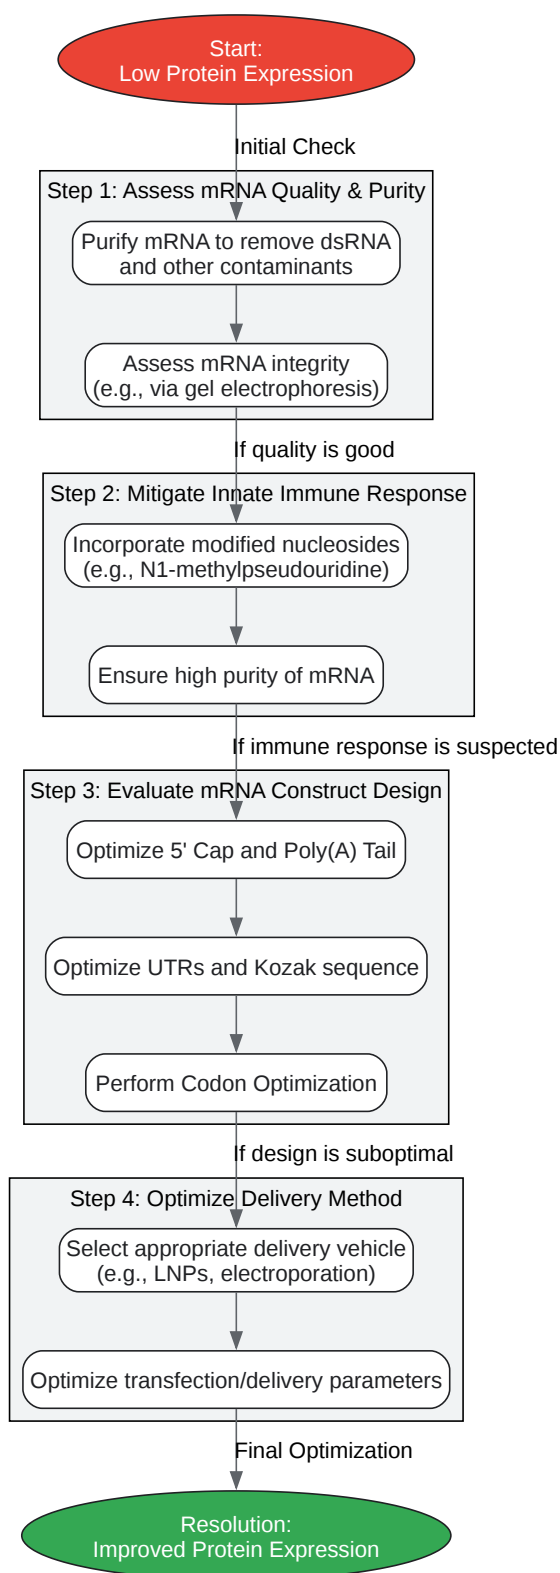 Start:
Low Protein Expression
Initial Check
Step 1: Assess mRNA Quality & Purity
Purify mRNA to remove dsRNA
and other contaminants
Assess mRNA integrity
(e.g., via gel electrophoresis)
If quality is good
Step 2: Mitigate Innate Immune Response
Incorporate modified nucleosides
(e.g., N1-methylpseudouridine)
Ensure high purity of mRNA
If immune response is suspected
Step 3: Evaluate mRNA Construct Design
Optimize 5' Cap and Poly(A) Tail
Optimize UTRs and Kozak sequence
Perform Codon Optimization
If design is suboptimal
Step 4: Optimize Delivery Method
Select appropriate delivery vehicle
(e.g., LNPs, electroporation)
Optimize transfection/delivery parameters
Final Optimization
Resolution:
Improved Protein Expression